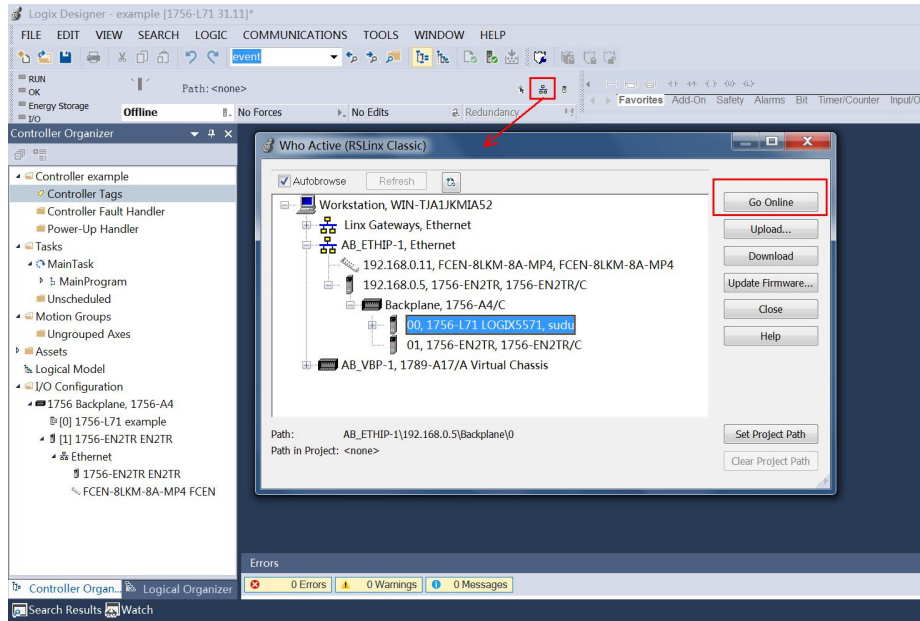 Logix Designer - example [1756-L71 31.11]*
FILE EDIT VIEW SEARCH LOGIC COMMUNICATIONS TOOLS WINDOW HELP
event
RUN
OK
Energy Storage
I/O
Path: <none>
Offline
No Forces
No Edits
Redundancy
Favorites Add-On Safety Alarms Bit Timer/Counter Input/O
Controller Organizer
Controller example
Controller Tags
Controller Fault Handler
Power-Up Handler
Tasks
MainTask
MainProgram
Unscheduled
Motion Groups
Ungrouped Axes
Assets
Logical Model
I/O Configuration
1756 Backplane, 1756-A4
[0] 1756-L71 example
[1] 1756-EN2TR EN2TR
Ethernet
1756-EN2TR EN2TR
FCEN-8LKM-8A-MP4 FCEN
Controller Organ...
Logical Organizer
Who Active (RSLinx Classic)
Autobrowse
Refresh
Workstation, WIN-TJA1JKMIA52
Linx Gateways, Ethernet
AB_ETHIP-1, Ethernet
192.168.0.11, FCEN-8LKM-8A-MP4, FCEN-8LKM-8A-MP4
192.168.0.5, 1756-EN2TR, 1756-EN2TR/C
Backplane, 1756-A4/C
00, 1756-L71 LOGIX5571, sudu
01, 1756-EN2TR, 1756-EN2TR/C
AB_VBP-1, 1789-A17/A Virtual Chassis
Path: AB_ETHIP-1\192.168.0.5\Backplane\0
Path in Project: <none>
Go Online
Upload...
Download
Update Firmware...
Close
Help
Set Project Path
Clear Project Path
Errors
0 Errors
0 Warnings
0 Messages
Search Results
Watch